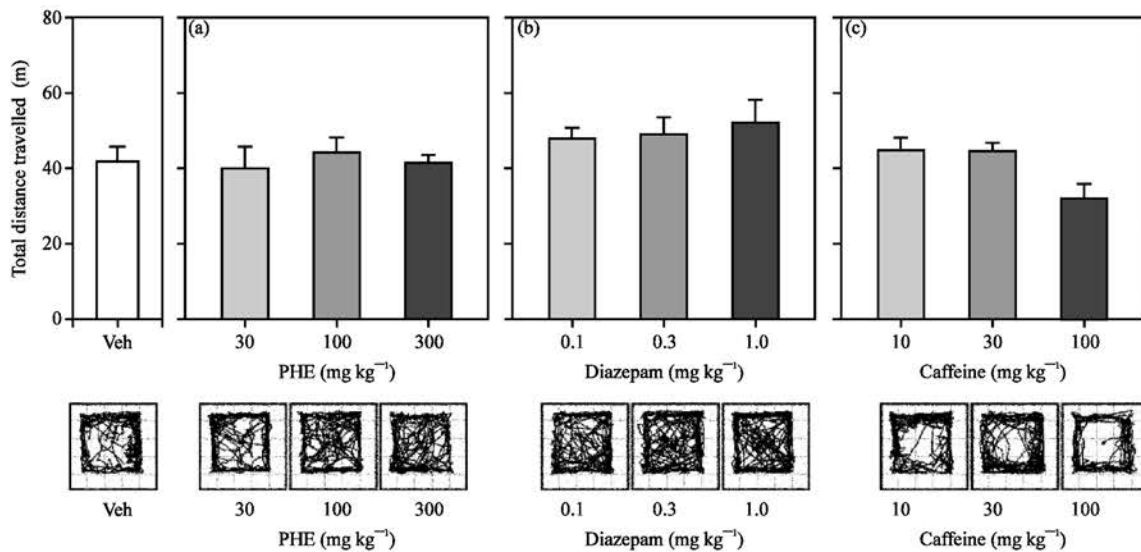 Total distance travelled (m)
80
60
40
20
0
(a)
(b)
(c)
Veh
30 100 300
0.1 0.3 1.0
10 30 100
PHE (mg kg⁻¹)
Diazepam (mg kg⁻¹)
Caffeine (mg kg⁻¹)
Veh
30 100 300
0.1 0.3 1.0
10 30 100
PHE (mg kg⁻¹)
Diazepam (mg kg⁻¹)
Caffeine (mg kg⁻¹)